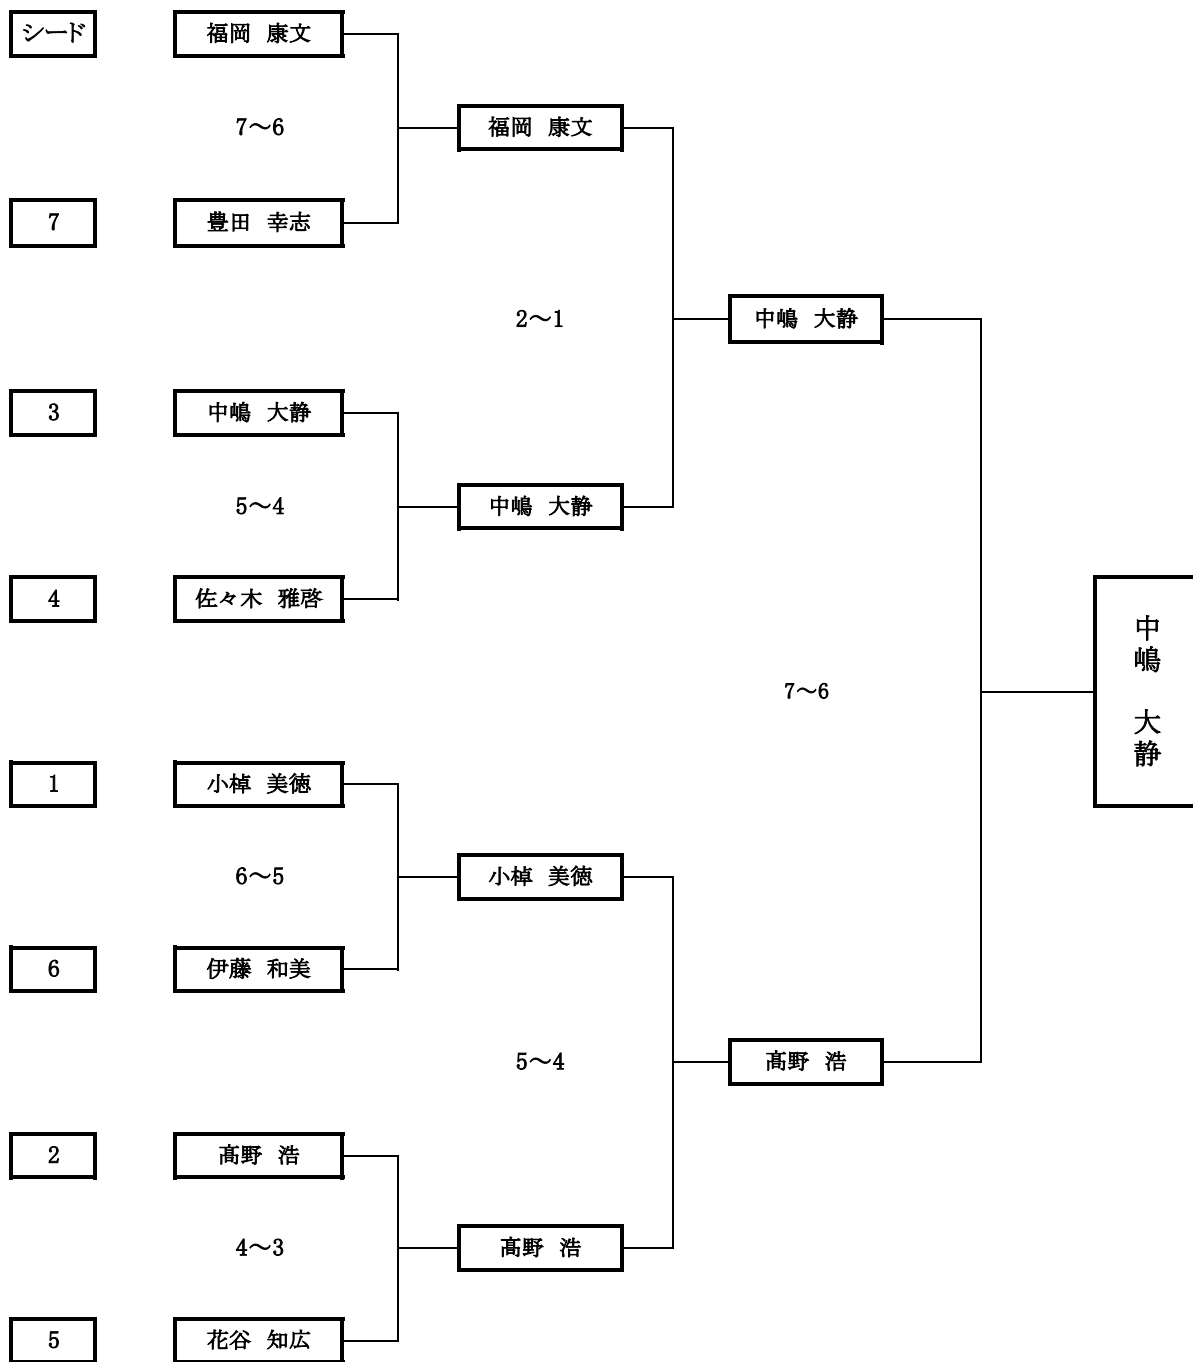 シード 福岡 康文
7～6 福岡 康文
7 豊田 幸志
2～1 中嶋 大静
3 中嶋 大静
5～4 中嶋 大静
4 佐々木 雅啓
中嶋 大静
7～6
1 小棹 美徳
6～5 小棹 美徳
6 伊藤 和美
5～4 髙野 浩
2 髙野 浩
4～3 髙野 浩
5 花谷 知広